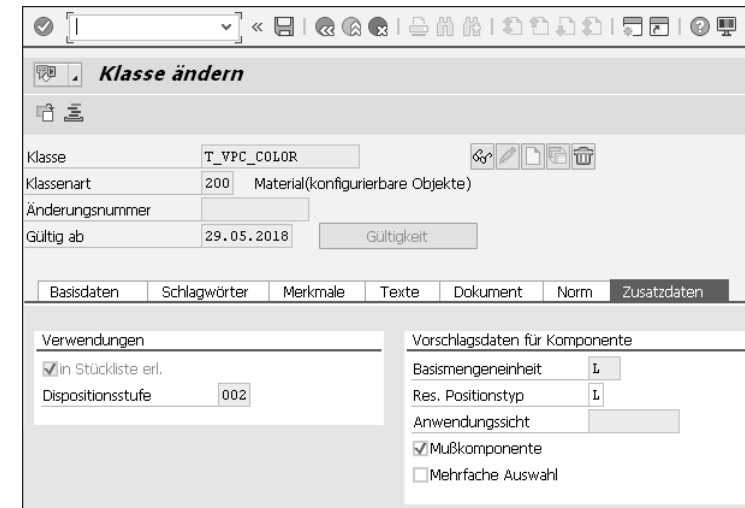 Klasse ändern
Klasse T_VPC_COLOR
Klassenart 200 Material(konfigurierbare Objekte)
Änderungsnummer
Gültig ab 29.05.2018 Gültigkeit
Basisdaten Schlagwörter Merkmale Texte Dokument Norm Zusatzdaten
Verwendungen
in Stückliste erl.
Dispositionsstufe 002
Vorschlagsdaten für Komponente
Basismengeneinheit L
Res. Positionstyp L
Anwendungssicht
Mußkomponente
Mehrfache Auswahl